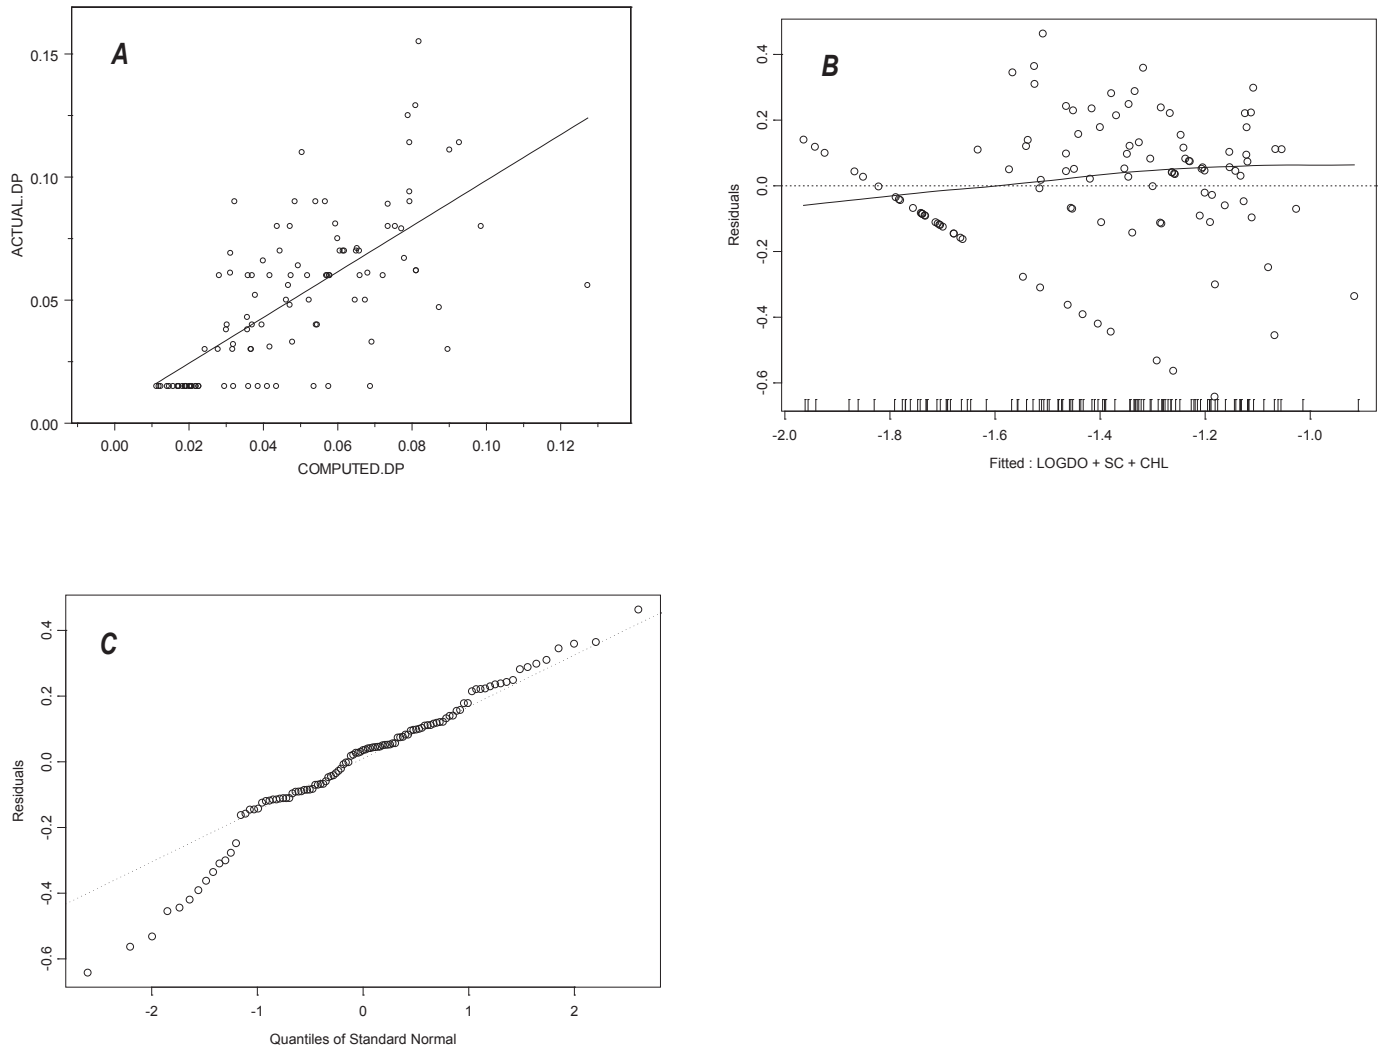 A
ACTUAL.DP
0.15
0.10
0.05
0.00
0.00 0.02 0.04 0.06 0.08 0.10 0.12
COMPUTED.DP
B
Residuals
0.4
0.2
0.0
-0.2
-0.4
-0.6
-2.0 -1.8 -1.6 -1.4 -1.2 -1.0
Fitted : LOGDO + SC + CHL
C
Residuals
0.4
0.2
0.0
-0.2
-0.4
-0.6
-2 -1 0 1 2
Quantiles of Standard Normal